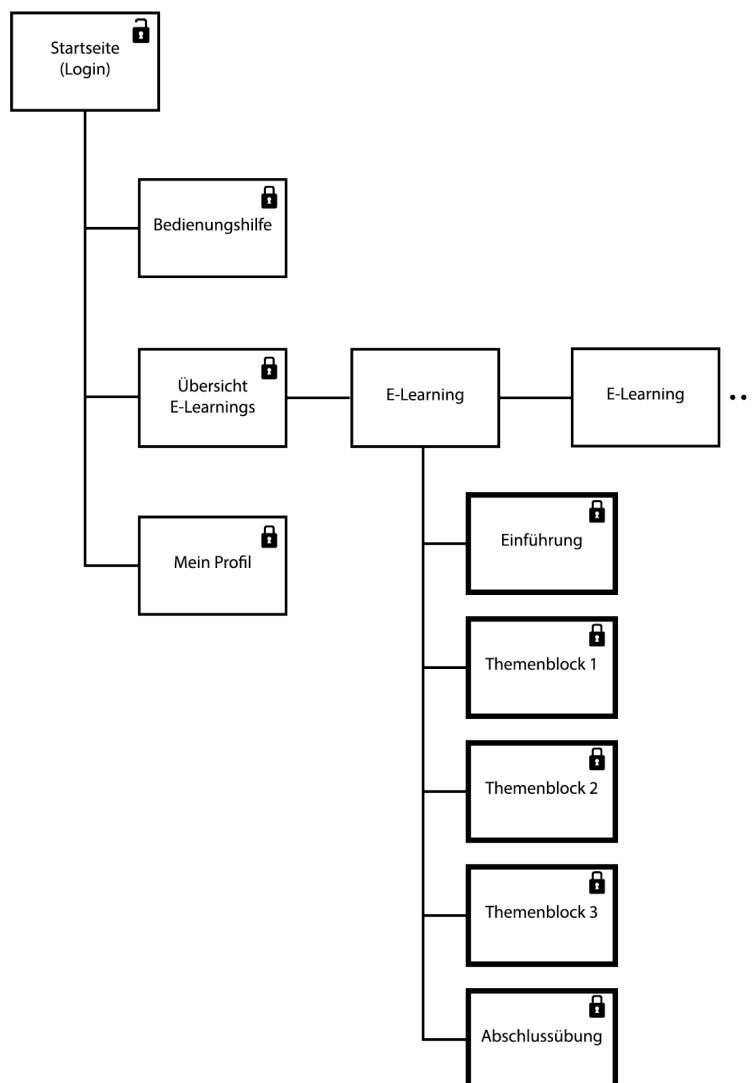 Startseite
(Login)
Bedienungshilfe
Übersicht
E-Learnings
E-Learning
E-Learning
..
Mein Profil
Einführung
Themenblock 1
Themenblock 2
Themenblock 3
Abschlussübung